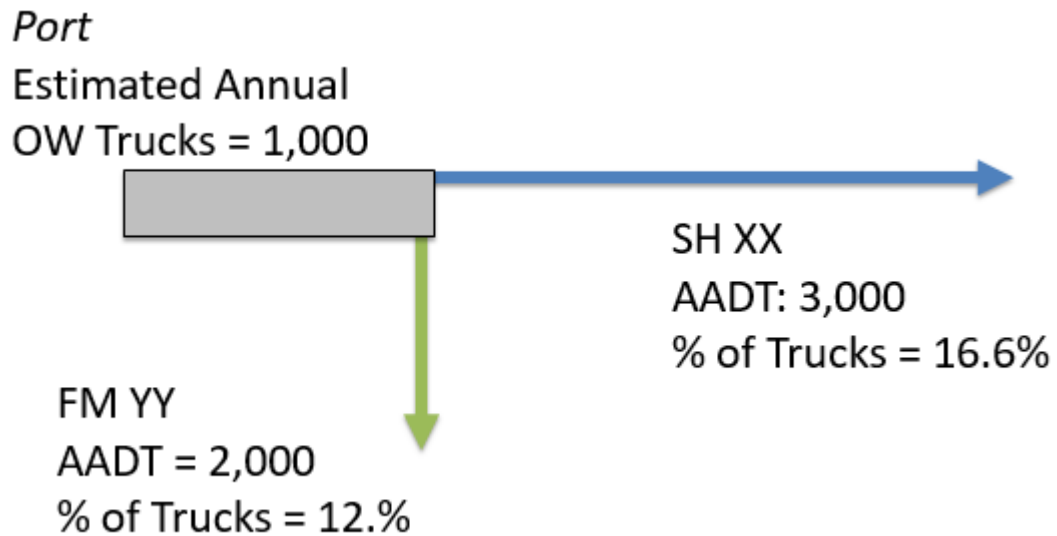 Port
Estimated Annual
OW Trucks = 1,000
SH XX
AADT: 3,000
% of Trucks = 16.6%
FM YY
AADT = 2,000
% of Trucks = 12.%